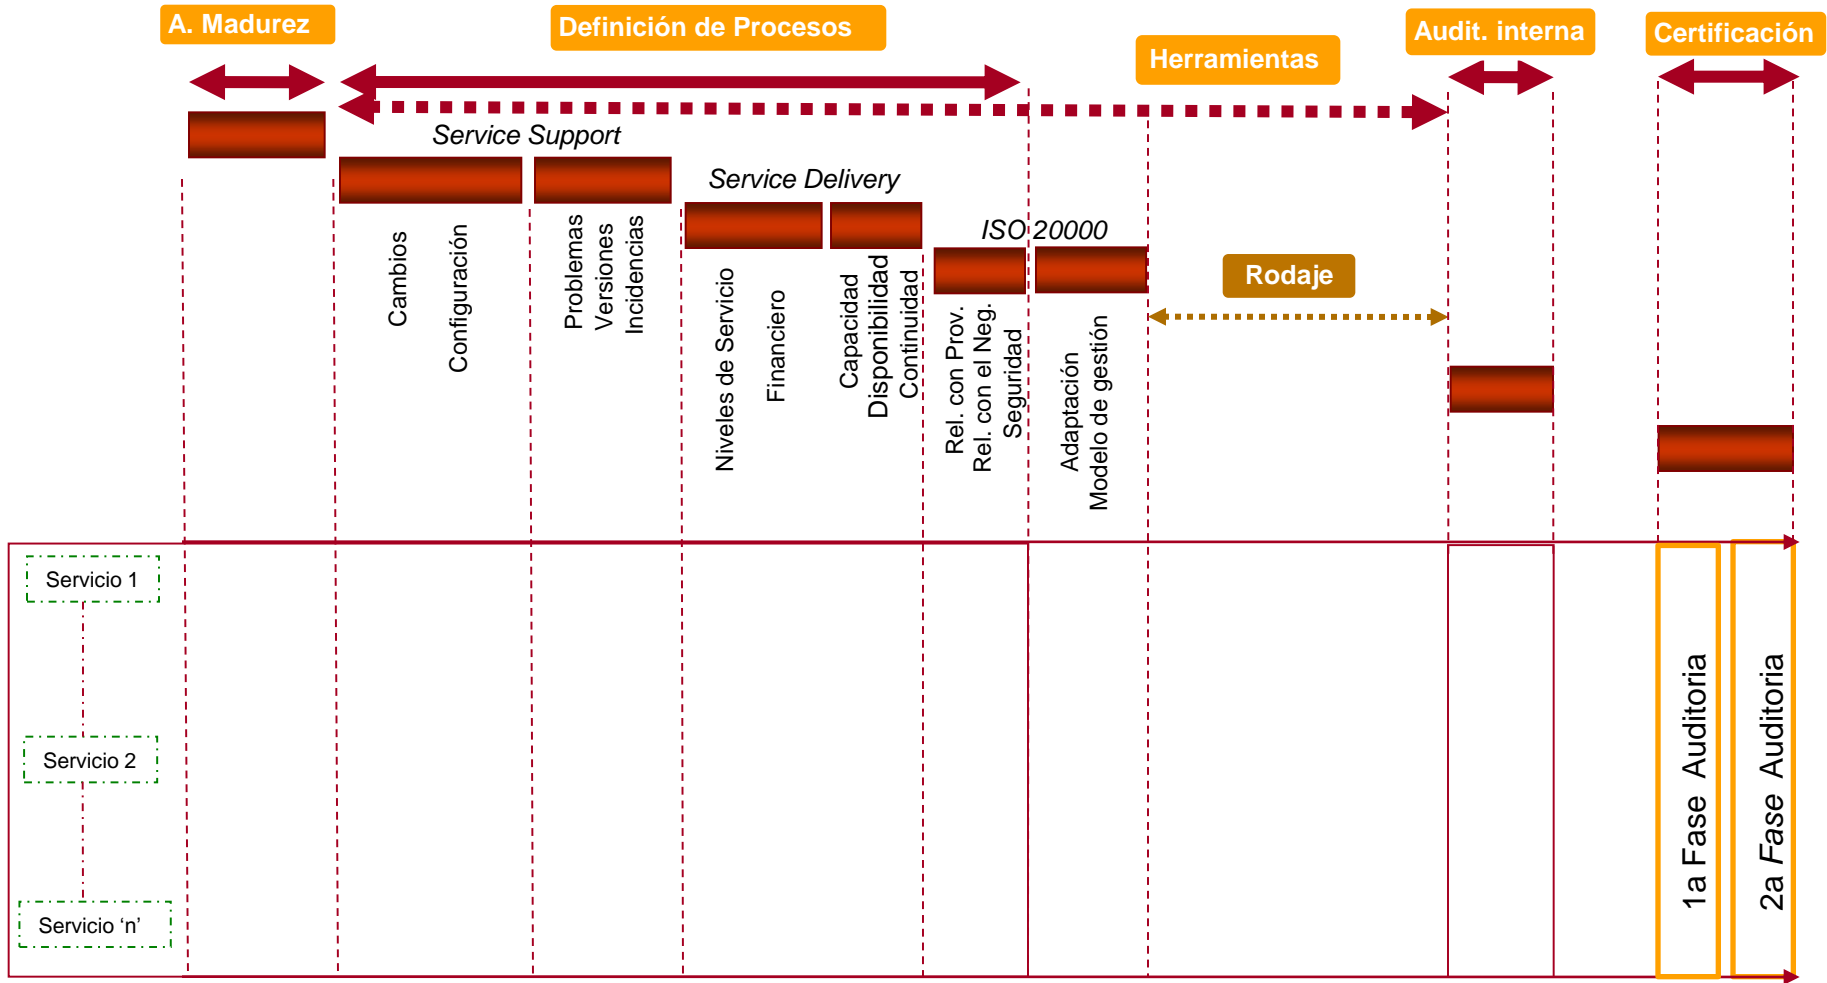 A. Madurez
Definición de Procesos
Herramientas
Audit. interna
Certificación
Service Support
Service Delivery
ISO 20000
Rodaje
Cambios
Configuración
Problemas
Versiones
Incidencias
Niveles de Servicio
Financiero
Capacidad
Disponibilidad
Continuidad
Rel. con Prov.
Rel. con el Neg.
Seguridad
Adaptación
Modelo de gestión
Servicio 1
Servicio 2
Servicio ‘n’
1a Fase Auditoria
2a Fase Auditoria